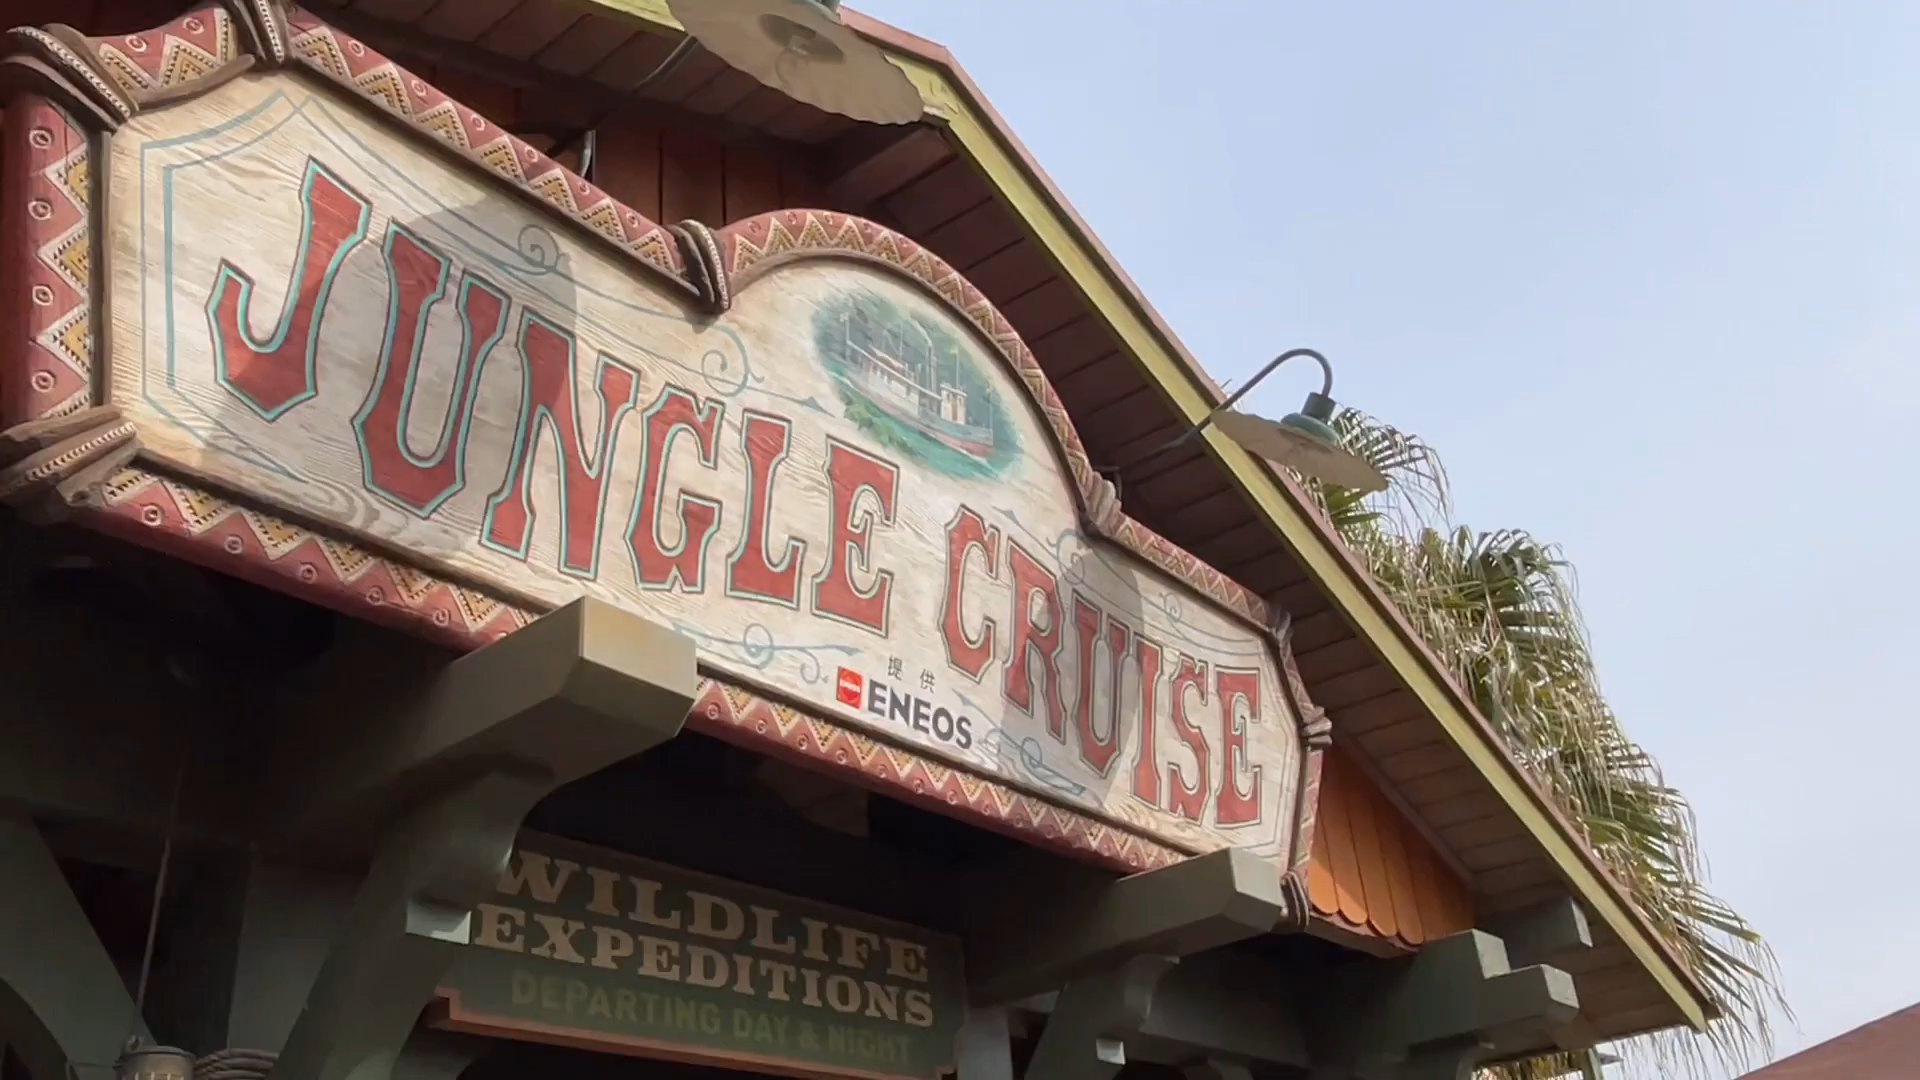 JUNGLE CRUISE
提供
ENEOS
WILDLIFE
EXPEDITIONS
DEPARTING DAY & NIGHT